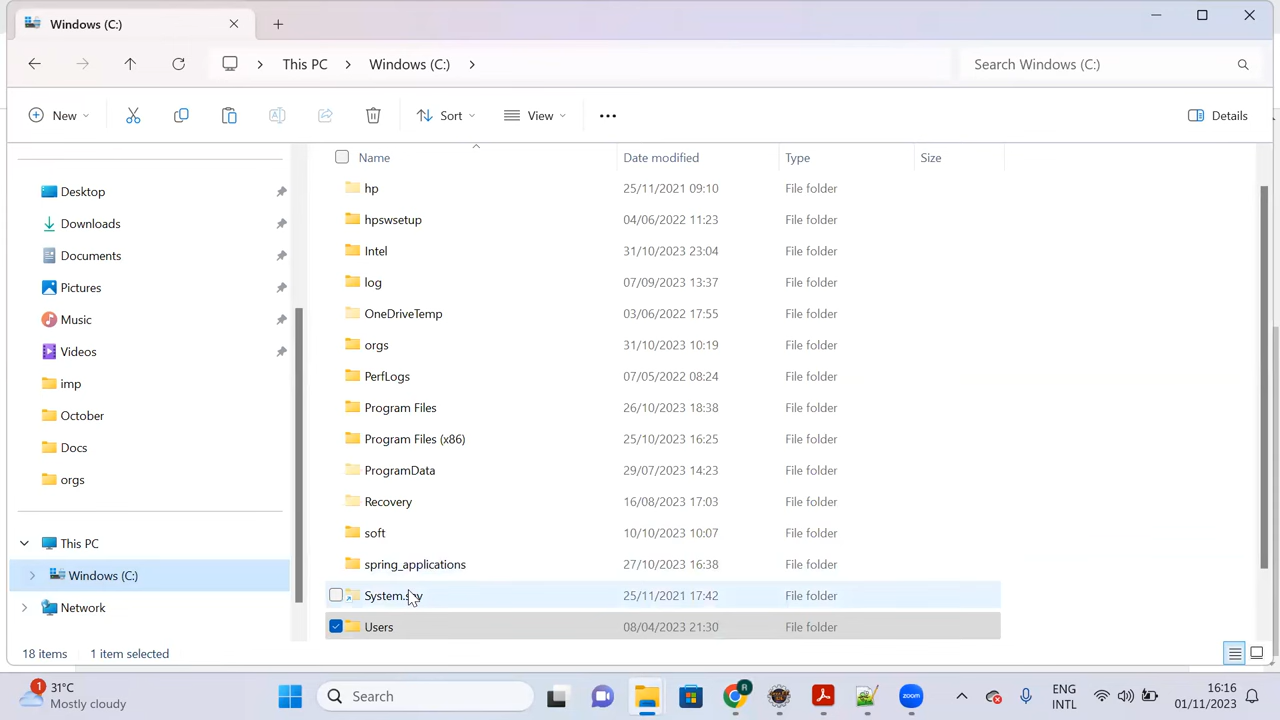 Windows (C:)
This PC
Windows (C:)
Search Windows (C:)
New
Sort
View
Details
Name
Date modified
Type
Size
Desktop
Downloads
Documents
Pictures
Music
Videos
imp
October
Docs
orgs
This PC
Windows (C:)
Network
hp 25/11/2021 09:10 File folder
hpswsetup 04/06/2022 11:23 File folder
Intel 31/10/2023 23:04 File folder
log 07/09/2023 13:37 File folder
OneDriveTemp 03/06/2022 17:55 File folder
orgs 31/10/2023 10:19 File folder
PerfLogs 07/05/2022 08:24 File folder
Program Files 26/10/2023 18:38 File folder
Program Files (x86) 25/10/2023 16:25 File folder
ProgramData 29/07/2023 14:23 File folder
Recovery 16/08/2023 17:03 File folder
soft 10/10/2023 10:07 File folder
spring_applications 27/10/2023 16:38 File folder
25/11/2021 17:42 File folder
Users 08/04/2023 21:30 File folder
18 items
1 item selected
1
31°C
Mostly cloudy
Search
R
zoom
ENG
INTL
16:16
01/11/2023